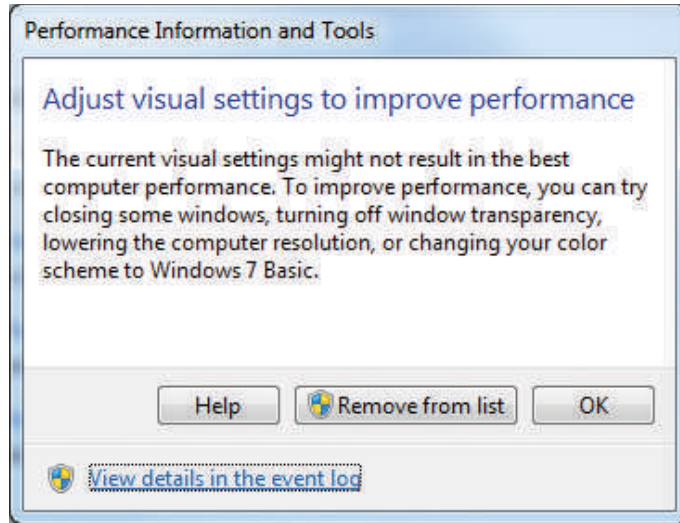 Performance Information and Tools
Adjust visual settings to improve performance
The current visual settings might not result in the best
computer performance. To improve performance, you can try
closing some windows, turning off window transparency,
lowering the computer resolution, or changing your color
scheme to Windows 7 Basic.
Help Remove from list OK
View details in the event log